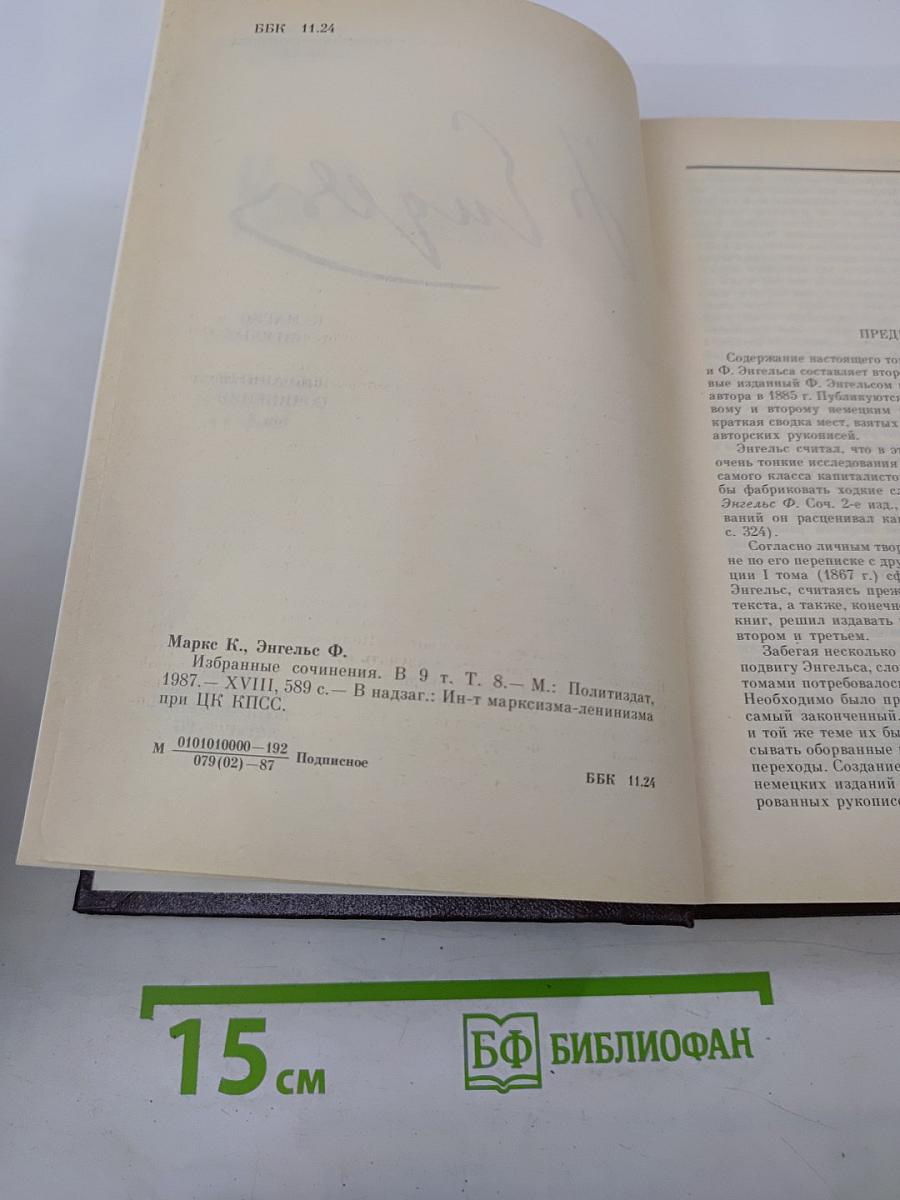 ББК 11.24
Маркс К., Энгельс Ф.
Избранные сочинения. В 9 т. Т. 8.— М.: Политиздат,
1987.— XVIII, 589 с.— В надзаг.: Ин-т марксизма-ленинизма
при ЦК КПСС.
М 0101010000—192 Подписное
079(02)—87
ББК 11.24
ПРЕД
Содержание настоящего то
и Ф. Энгельса составляет втор
вые изданный Ф. Энгельсом
автора в 1885 г. Публикуются
вому и второму немецким
краткая сводка мест, взятых
авторских рукописей.
Энгельс считал, что в эт
очень тонкие исследования
самого класса капиталисто
бы фабриковать ходкие сл
Энгельс Ф. Соч. 2-е изд.,
ваний он расценивал ка
с. 324).
Согласно личным твор
не по его переписке с дру
ции I тома (1867 г.) сф
Энгельс, считаясь преж
текста, а также, конечн
книг, решил издавать
втором и третьем.
Забегая несколько
подвигу Энгельса, сло
томами потребовалос
Необходимо было пр
самый законченный.
и той же теме их бы
сывать оборванные
переходы. Создание
немецких изданий
рованных рукопис
15 см
БФ БИБЛИОФАН